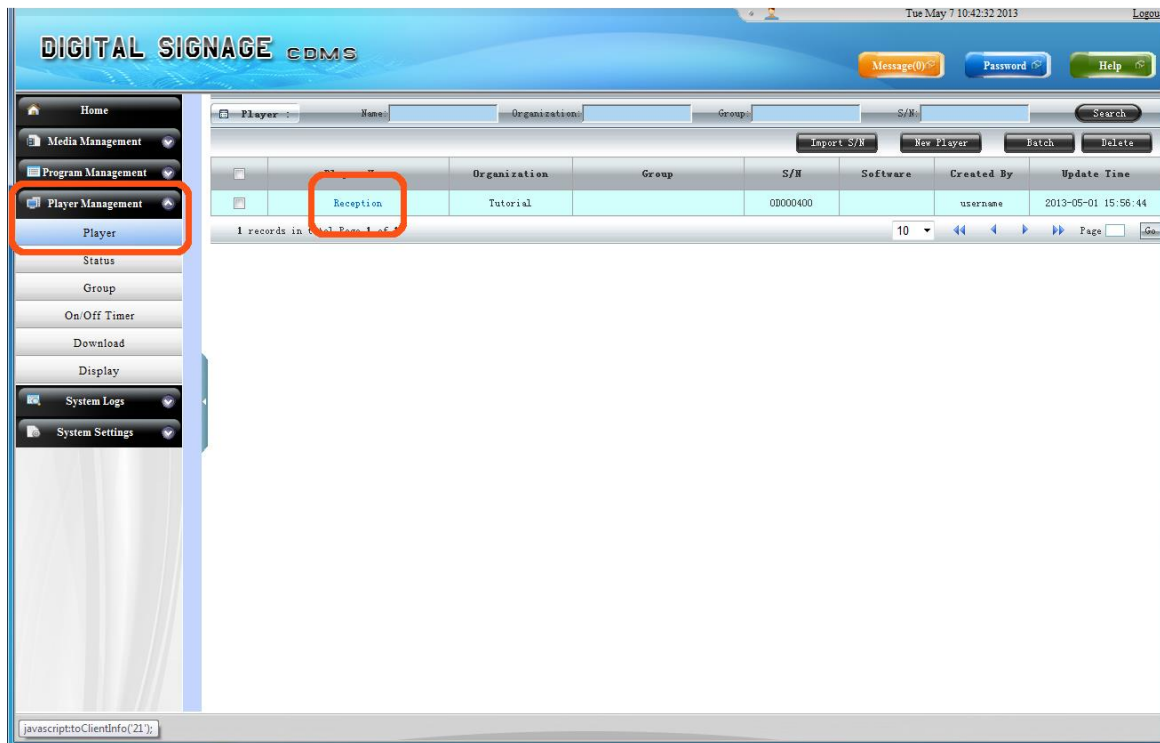 Tue May 7 10:42:32 2013 Logou
DIGITAL SIGNAGE CDMS
Message(0) Password Help
Home
Player : Name: Organization: Group: S/N: Search
Media Management
Import S/N New Player Batch Delete
Program Management
Organization Group S/N Software Created By Update Time
Player Management
Reception Tutorial 0D000400 username 2013-05-01 15:56:44
Player
1 records in total Page 1 of 10 Page Go
Status
Group
On/Off Timer
Download
Display
System Logs
System Settings
javascript:toClientInfo('21');